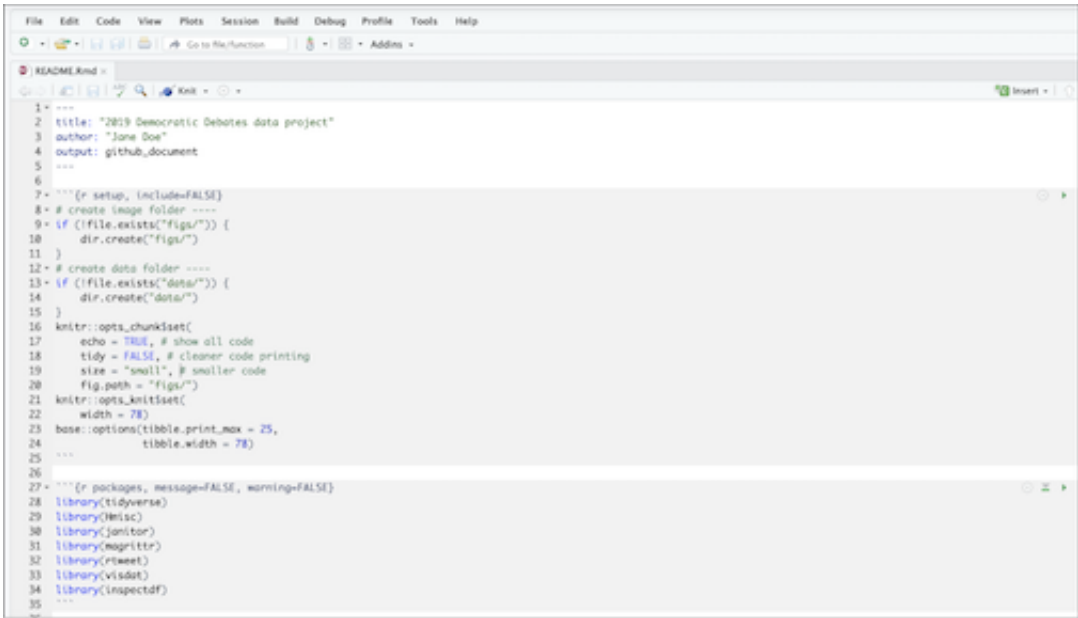 File Edit Code View Plots Session Build Debug Profile Tools Help
Go to file/function Addins
README.Rmd
Knit Insert
1 ---
2 title: "2019 Democratic Debates data project"
3 author: "Jane Doe"
4 output: github_document
5 ---
6
7 ```{r setup, include=FALSE}
8 # create image folder ----
9 if (!file.exists("figs/")) {
10 dir.create("figs/")
11 }
12 # create data folder ----
13 if (!file.exists("data/")) {
14 dir.create("data/")
15 }
16 knitr::opts_chunk$set(
17 echo = TRUE, # show all code
18 tidy = FALSE, # cleaner code printing
19 size = "small", # smaller code
20 fig.path = "figs/")
21 knitr::opts_knit$set(
22 width = 78)
23 base::options(tibble.print_max = 25,
24 tibble.width = 78)
25 ```
26
27 ```{r packages, message=FALSE, warning=FALSE}
28 library(tidyverse)
29 library(Hmisc)
30 library(janitor)
31 library(magrittr)
32 library(rtweet)
33 library(visdat)
34 library(inspectdf)
35 ```